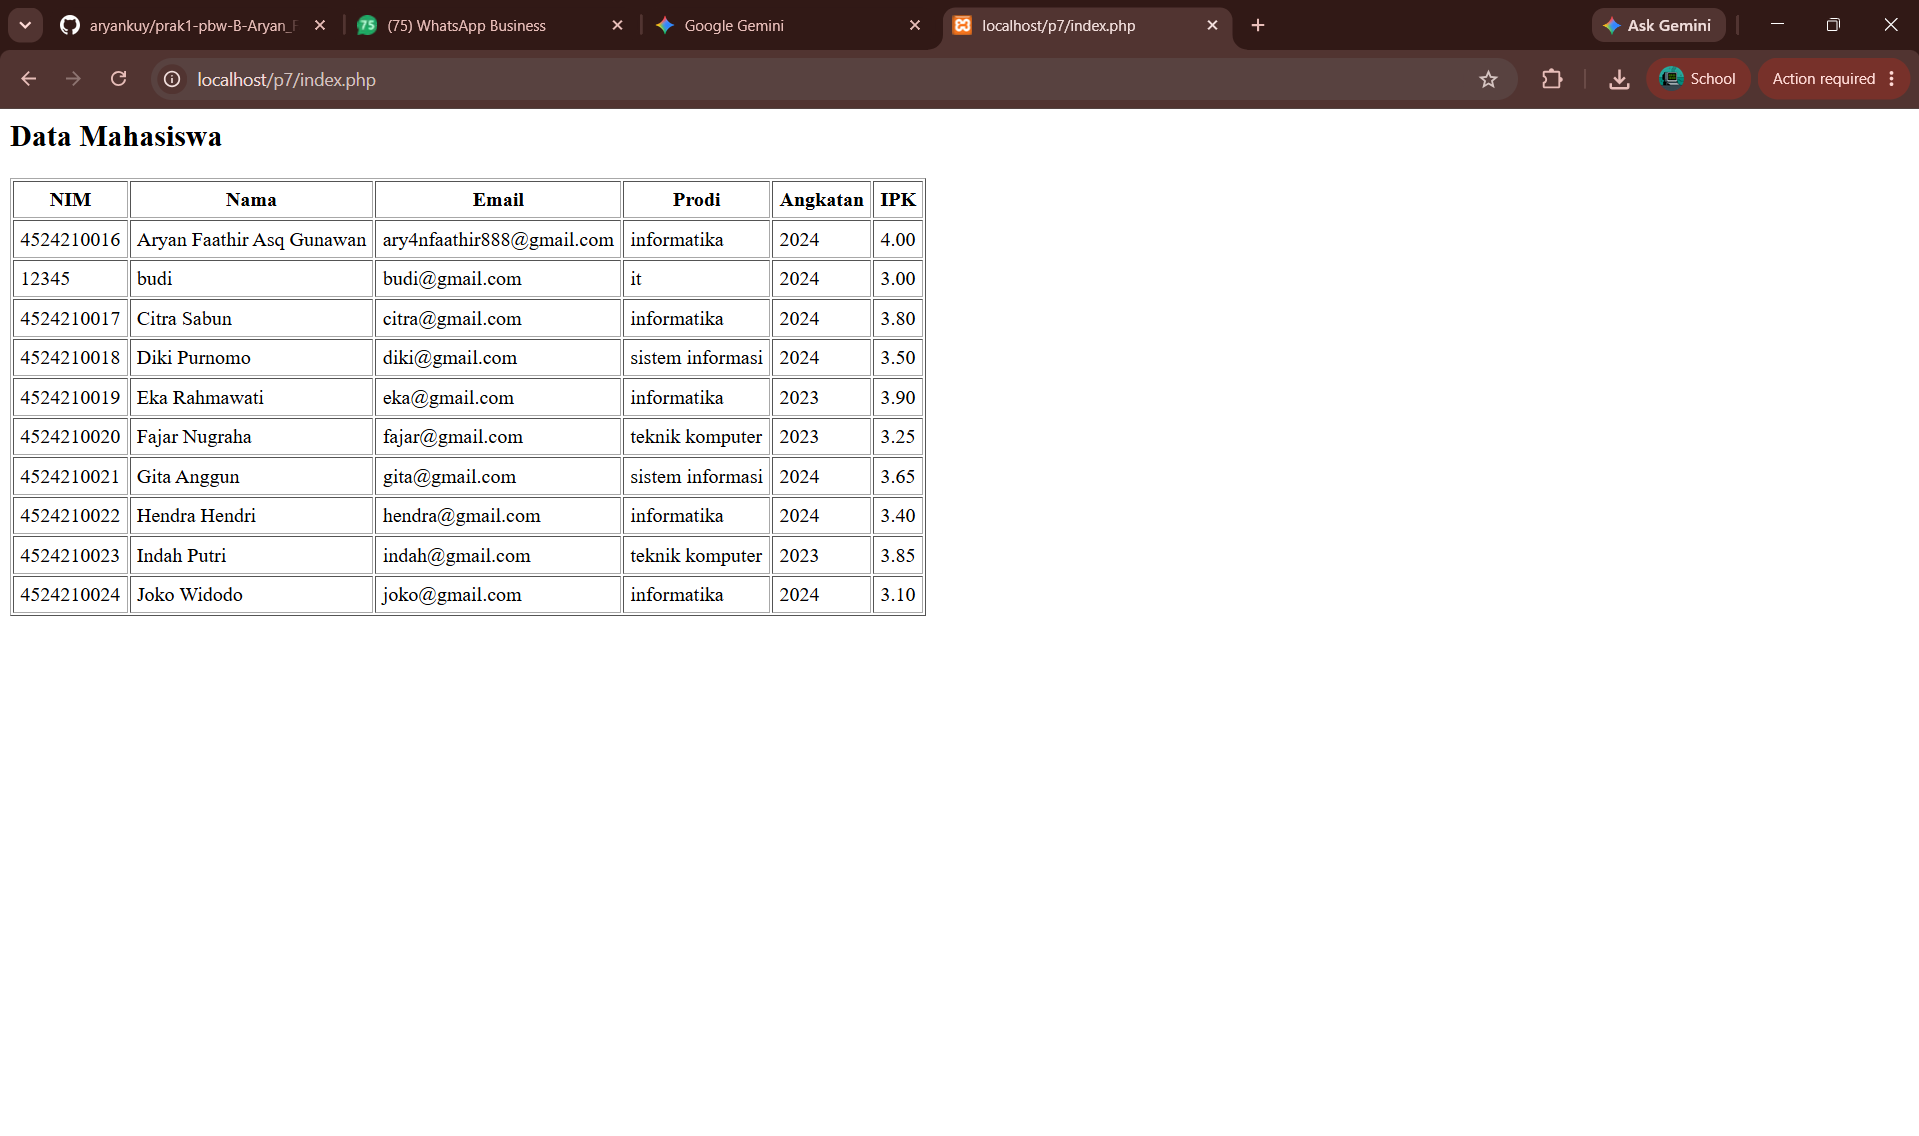 aryankuy/prak1-pbw-B-Aryan_F
75 (75) WhatsApp Business
Google Gemini
localhost/p7/index.php
Ask Gemini
localhost/p7/index.php
School
Action required
Data Mahasiswa
NIM Nama Email Prodi Angkatan IPK
4524210016 Aryan Faathir Asq Gunawan ary4nfaathir888@gmail.com informatika 2024 4.00
12345 budi budi@gmail.com it 2024 3.00
4524210017 Citra Sabun citra@gmail.com informatika 2024 3.80
4524210018 Diki Purnomo diki@gmail.com sistem informasi 2024 3.50
4524210019 Eka Rahmawati eka@gmail.com informatika 2023 3.90
4524210020 Fajar Nugraha fajar@gmail.com teknik komputer 2023 3.25
4524210021 Gita Anggun gita@gmail.com sistem informasi 2024 3.65
4524210022 Hendra Hendri hendra@gmail.com informatika 2024 3.40
4524210023 Indah Putri indah@gmail.com teknik komputer 2023 3.85
4524210024 Joko Widodo joko@gmail.com informatika 2024 3.10